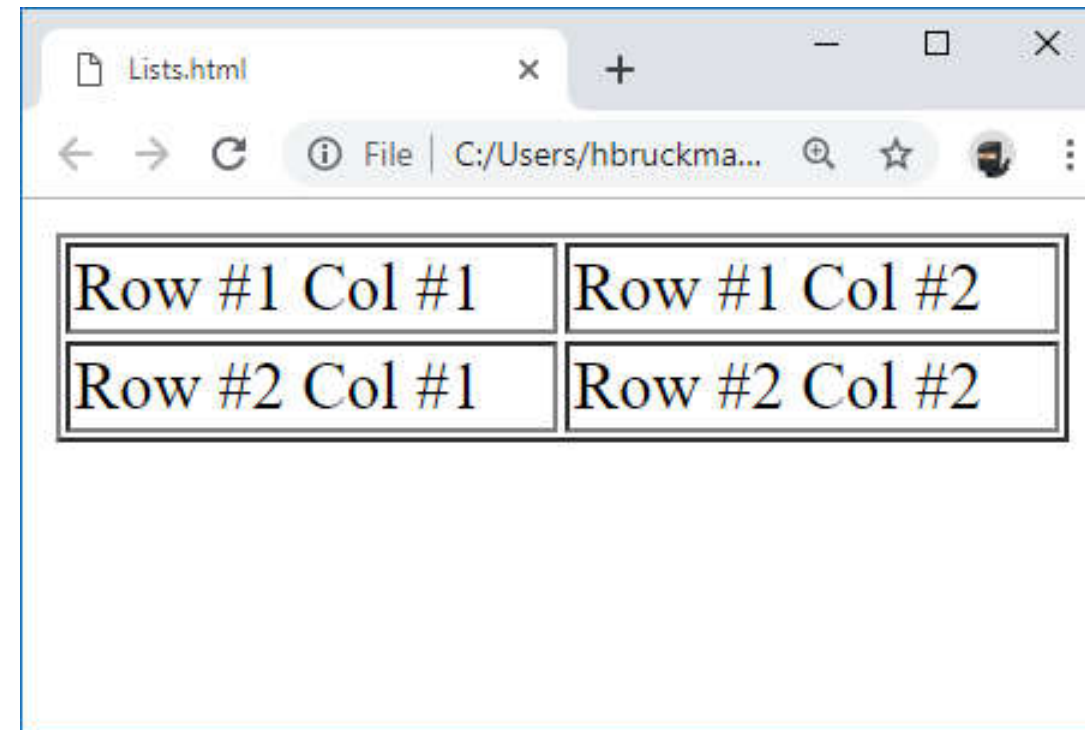 Lists.html
File C:/Users/hbruckma...
Row #1 Col #1 Row #1 Col #2
Row #2 Col #1 Row #2 Col #2